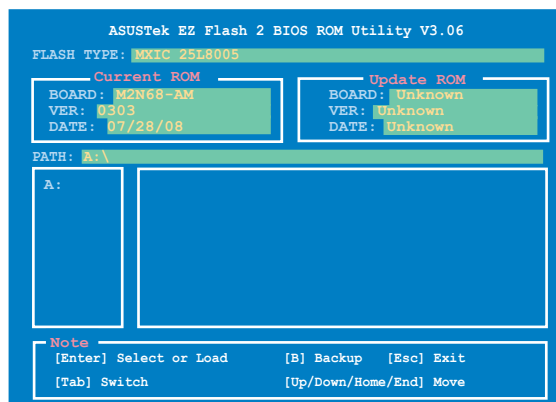 ASUSTek EZ Flash 2 BIOS ROM Utility V3.06
FLASH TYPE: MXIC 25L8005
Current ROM
BOARD: M2N68-AM
VER: 0303
DATE: 07/28/08
Update ROM
BOARD: Unknown
VER: Unknown
DATE: Unknown
PATH: A:\
A:
Note
[Enter] Select or Load [B] Backup [Esc] Exit
[Tab] Switch [Up/Down/Home/End] Move